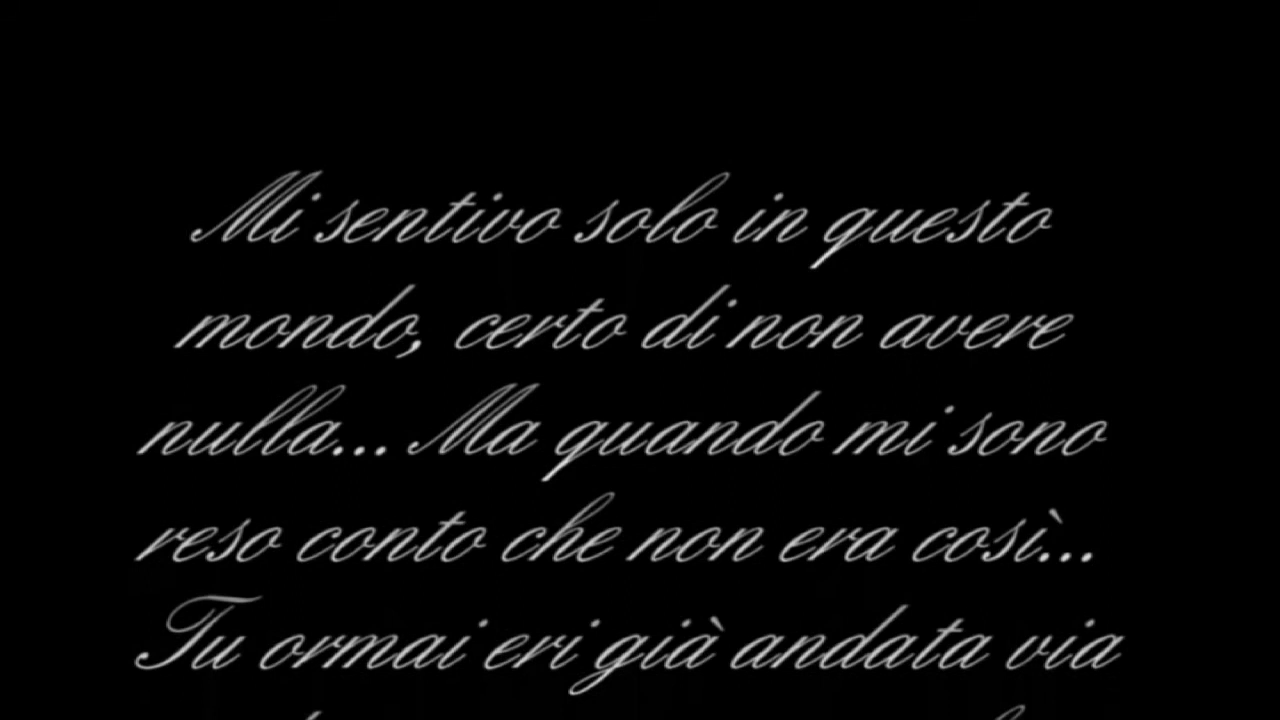 Mi sentivo solo in questo
mondo, certo di non avere
nulla... Ma quando mi sono
reso conto che non era così...
Tu ormai eri già andata via